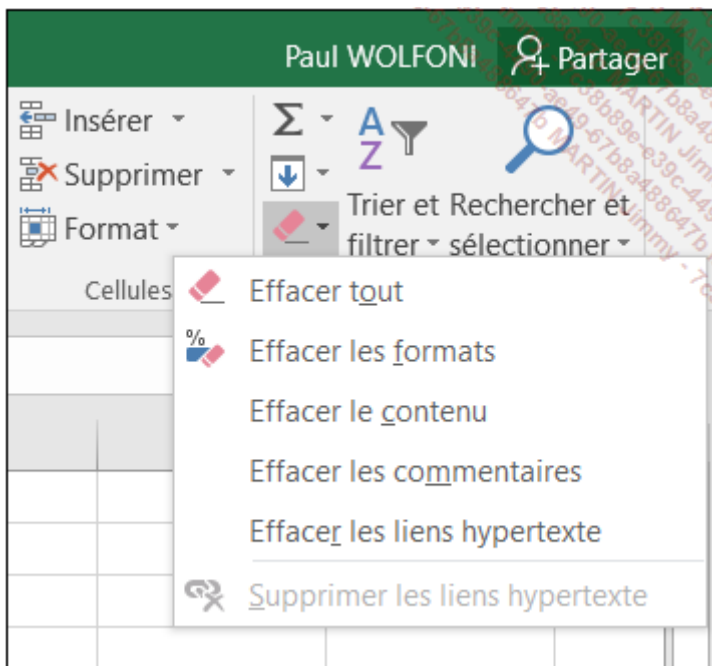 Paul WOLFONI Partager
Insérer
Supprimer
Format
Σ
A
Z
Trier et
filtrer
Rechercher et
sélectionner
Cellules
Effacer tout
%
Effacer les formats
Effacer le contenu
Effacer les commentaires
Effacer les liens hypertexte
Supprimer les liens hypertexte